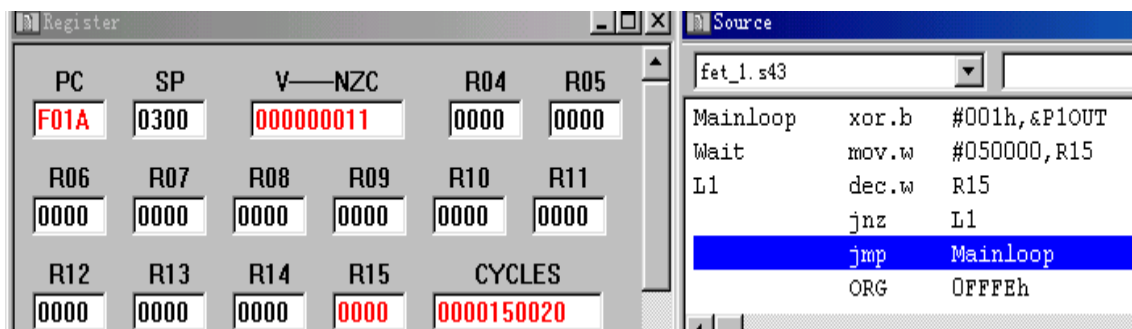 Register
PC SP V—NZC R04 R05
F01A 0300 000000011 0000 0000
R06 R07 R08 R09 R10 R11
0000 0000 0000 0000 0000 0000
R12 R13 R14 R15 CYCLES
0000 0000 0000 0000 0000150020
Source
fet_1.s43
Mainloop xor.b #001h,&P1OUT
Wait mov.w #050000,R15
L1 dec.w R15
jnz L1
jmp Mainloop
ORG 0FFFEh